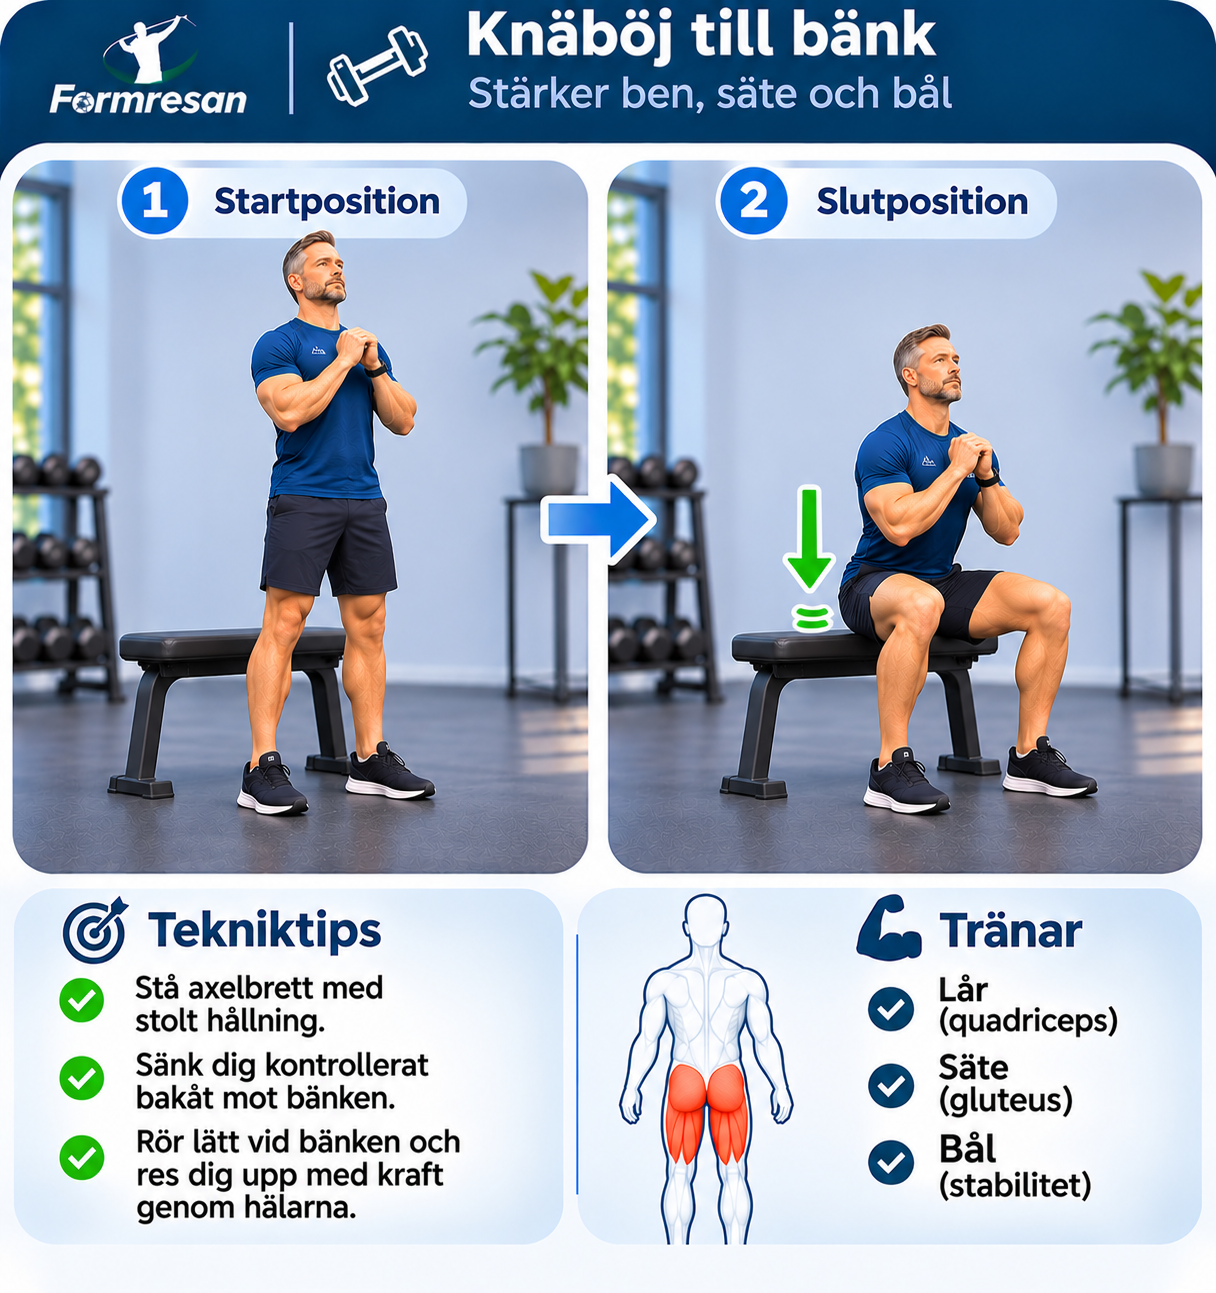 Formresan
Knäböj till bänk
Stärker ben, säte och bål
1 Startposition
2 Slutposition
Tekniktips
Stå axelbrett med
stolt hållning.
Sänk dig kontrollerat
bakåt mot bänken.
Rör lätt vid bänken och
res dig upp med kraft
genom hälarna.
Tränar
Lår
(quadriceps)
Säte
(gluteus)
Bål
(stabilitet)